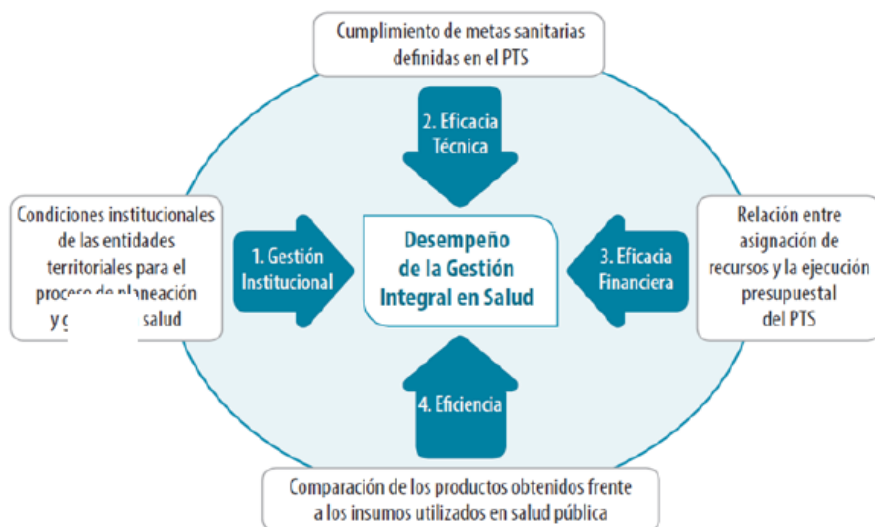 Cumplimiento de metas sanitarias
definidas en el PTS
2. Eficacia
Técnica
Condiciones institucionales
de las entidades
territoriales para el
proceso de planeación
y salud
1. Gestión
Institucional
Desempeño
de la Gestión
Integral en Salud
3. Eficacia
Financiera
Relación entre
asignación de
recursos y la ejecución
presupuestal
del PTS
4. Eficiencia
Comparación de los productos obtenidos frente
a los insumos utilizados en salud pública